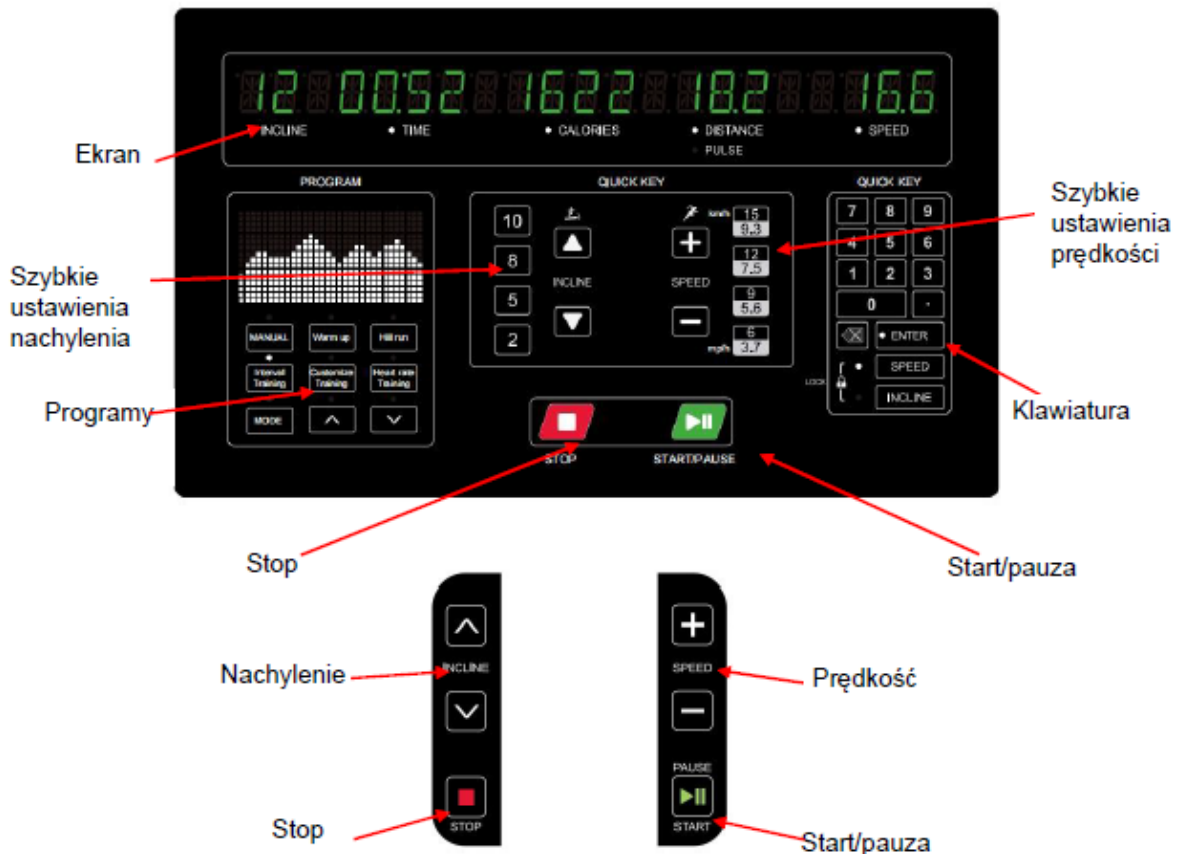 12 00:52 1622 18.2 16.6
INCLINE TIME CALORIES DISTANCE SPEED
PULSE
Ekran
PROGRAM
QUICK KEY
QUICK KEY
Szybkie
ustawienia
nachylenia
MANUAL Warm up Hill run
Interval
Training
Customize
Training
Heart rate
Training
MODE
Programy
10
8
5
2
INCLINE
SPEED
km/h 15
9.3
12
7.5
9
5.6
6
mph 3.7
Szybkie
ustawienia
prędkości
7 8 9
4 5 6
1 2 3
0 .
ENTER
LOCK
SPEED
INCLINE
Klawiatura
STOP START/PAUSE
Stop
Start/pauza
INCLINE
Nachylenie
STOP
Stop
SPEED
Prędkość
PAUSE
START
Start/pauza